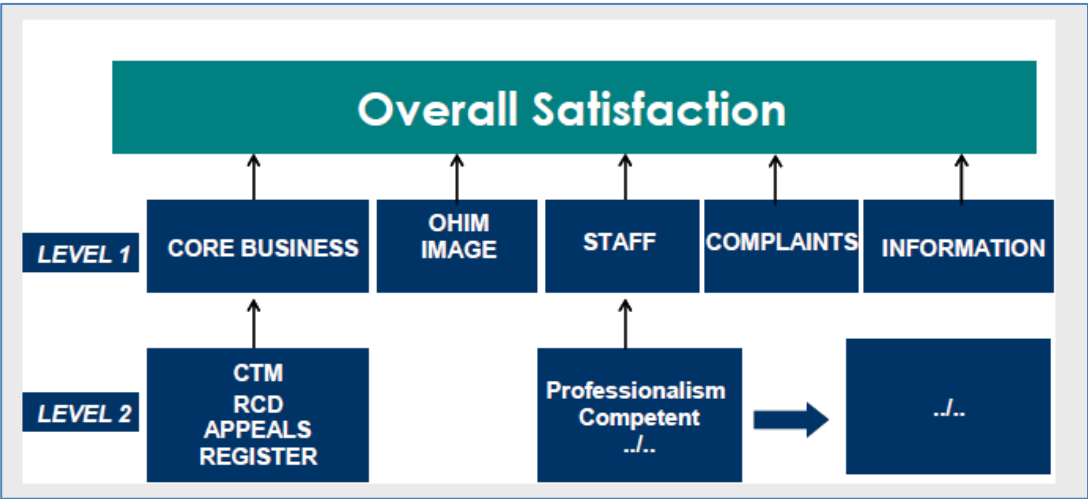 Overall Satisfaction
LEVEL 1
CORE BUSINESS
OHIM
IMAGE
STAFF
COMPLAINTS
INFORMATION
LEVEL 2
CTM
RCD
APPEALS
REGISTER
Professionalism
Competent
../..
../..